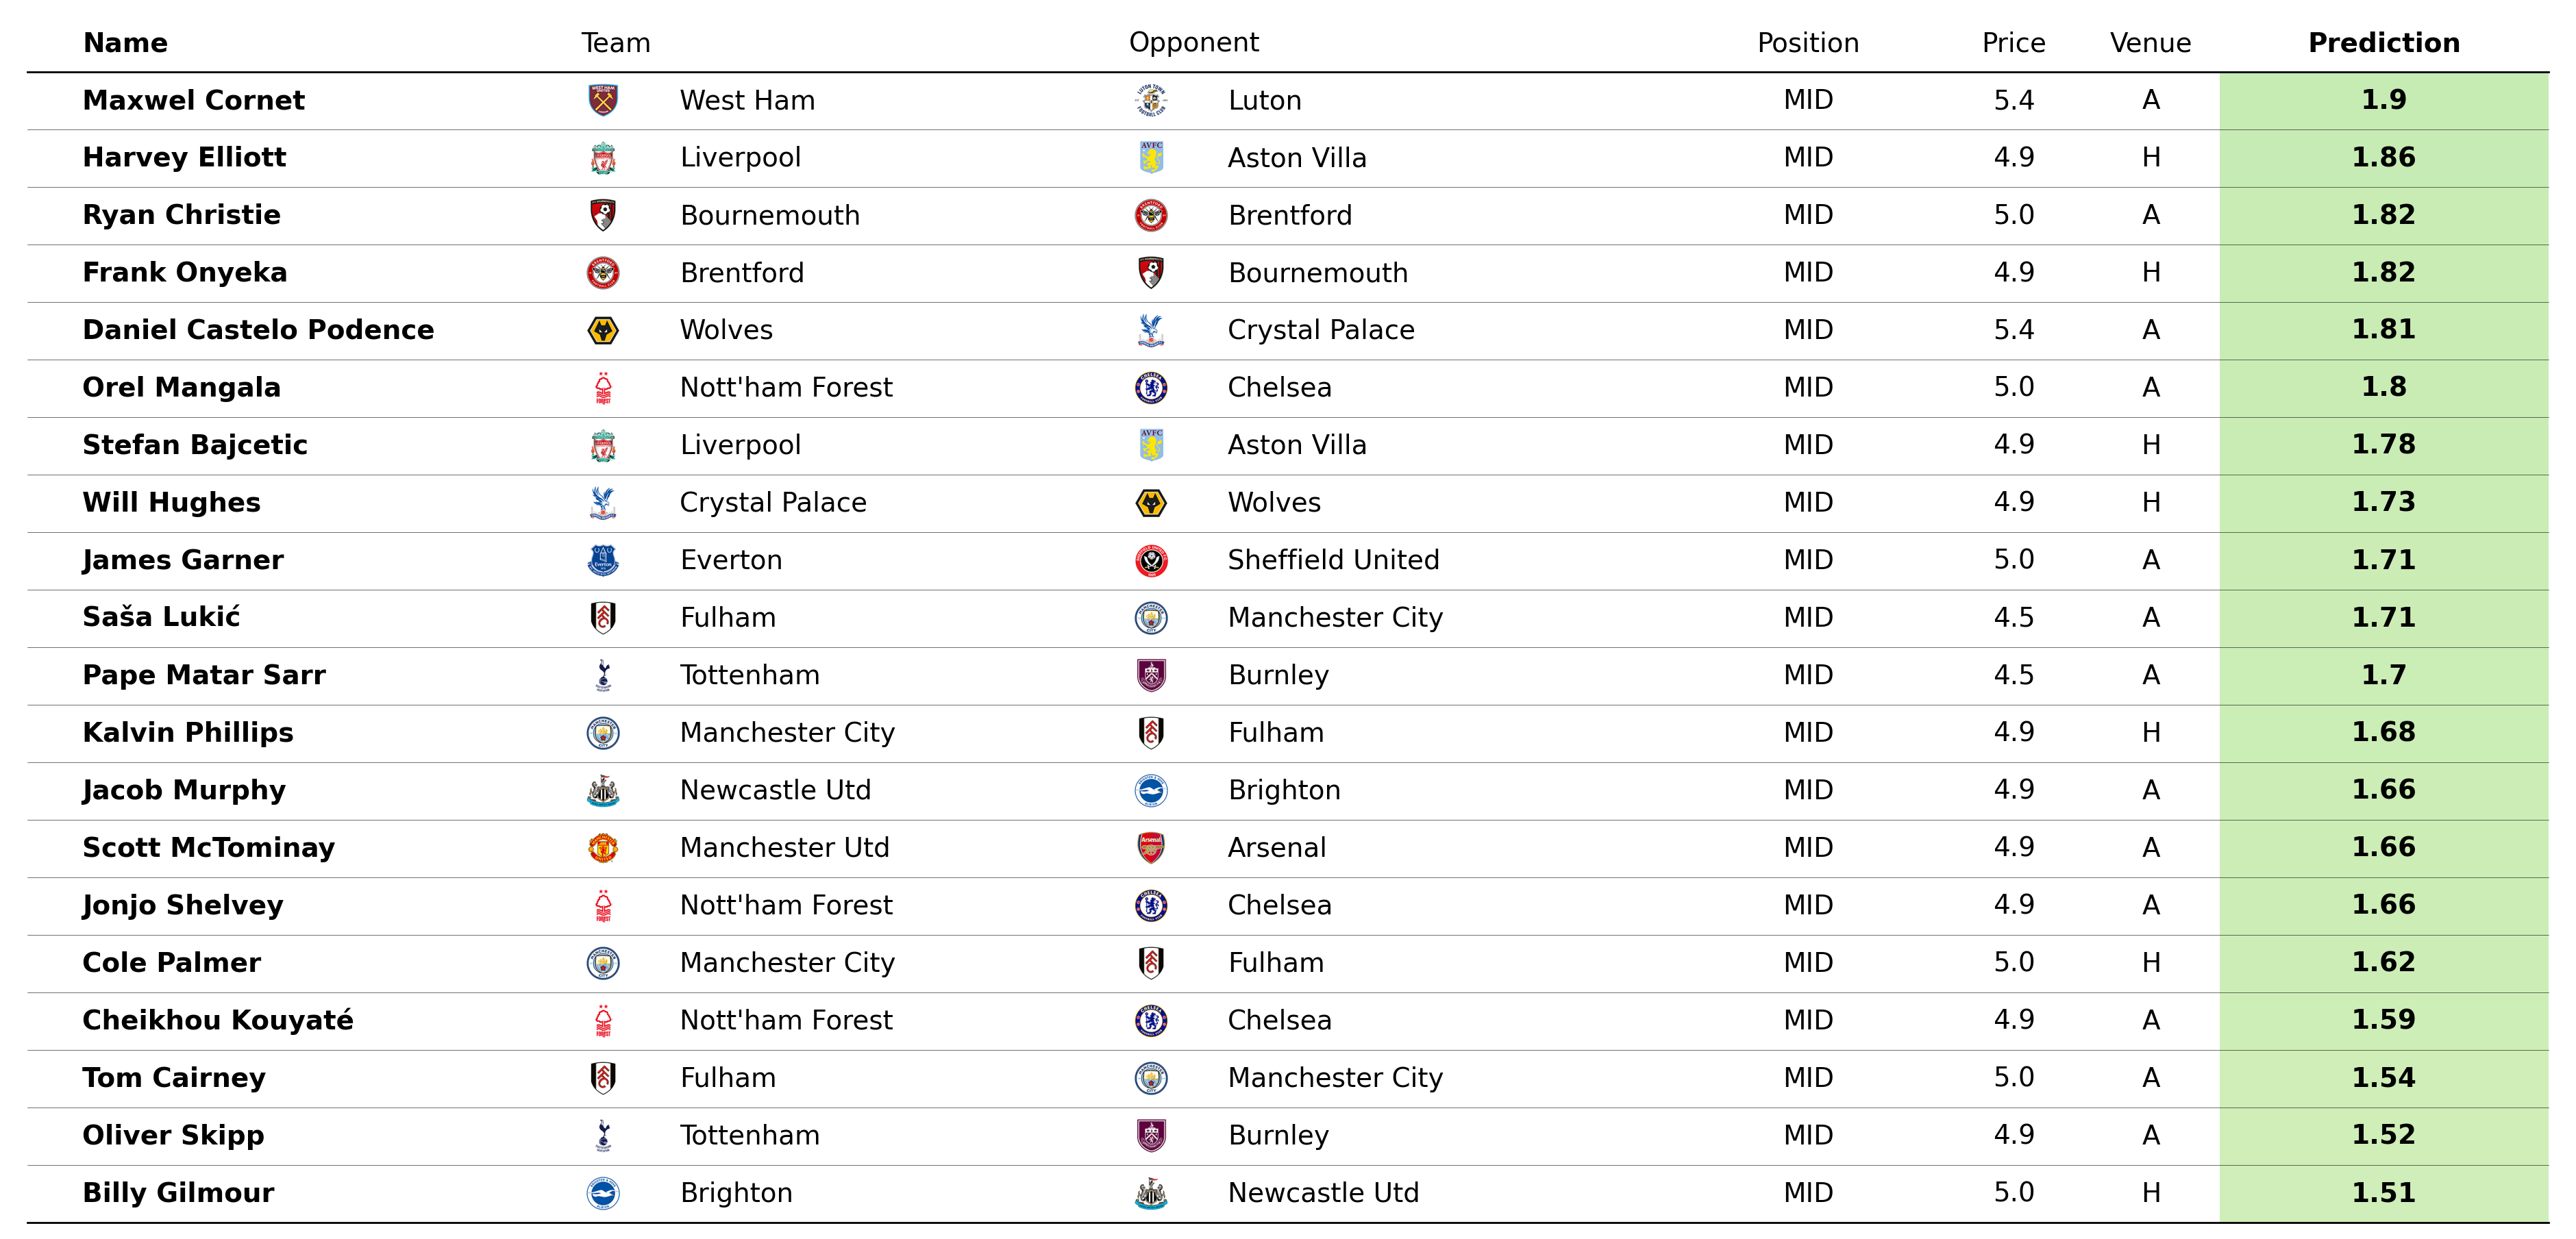 Name Team Opponent Position Price Venue Prediction
Maxwel Cornet West Ham Luton MID 5.4 A 1.9
Harvey Elliott Liverpool Aston Villa MID 4.9 H 1.86
Ryan Christie Bournemouth Brentford MID 5.0 A 1.82
Frank Onyeka Brentford Bournemouth MID 4.9 H 1.82
Daniel Castelo Podence Wolves Crystal Palace MID 5.4 A 1.81
Orel Mangala Nott'ham Forest Chelsea MID 5.0 A 1.8
Stefan Bajcetic Liverpool Aston Villa MID 4.9 H 1.78
Will Hughes Crystal Palace Wolves MID 4.9 H 1.73
James Garner Everton Sheffield United MID 5.0 A 1.71
Saša Lukić Fulham Manchester City MID 4.5 A 1.71
Pape Matar Sarr Tottenham Burnley MID 4.5 A 1.7
Kalvin Phillips Manchester City Fulham MID 4.9 H 1.68
Jacob Murphy Newcastle Utd Brighton MID 4.9 A 1.66
Scott McTominay Manchester Utd Arsenal MID 4.9 A 1.66
Jonjo Shelvey Nott'ham Forest Chelsea MID 4.9 A 1.66
Cole Palmer Manchester City Fulham MID 5.0 H 1.62
Cheikhou Kouyaté Nott'ham Forest Chelsea MID 4.9 A 1.59
Tom Cairney Fulham Manchester City MID 5.0 A 1.54
Oliver Skipp Tottenham Burnley MID 4.9 A 1.52
Billy Gilmour Brighton Newcastle Utd MID 5.0 H 1.51